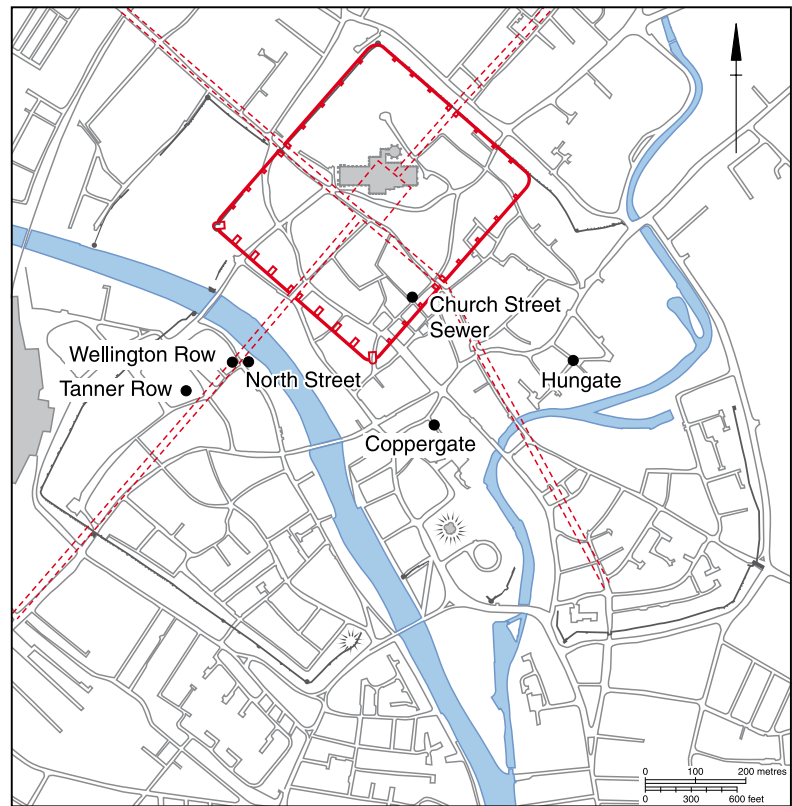 Church Street
Sewer
Wellington Row
North Street
Tanner Row
Hungate
Coppergate
0 100 200 metres
0 300 600 feet